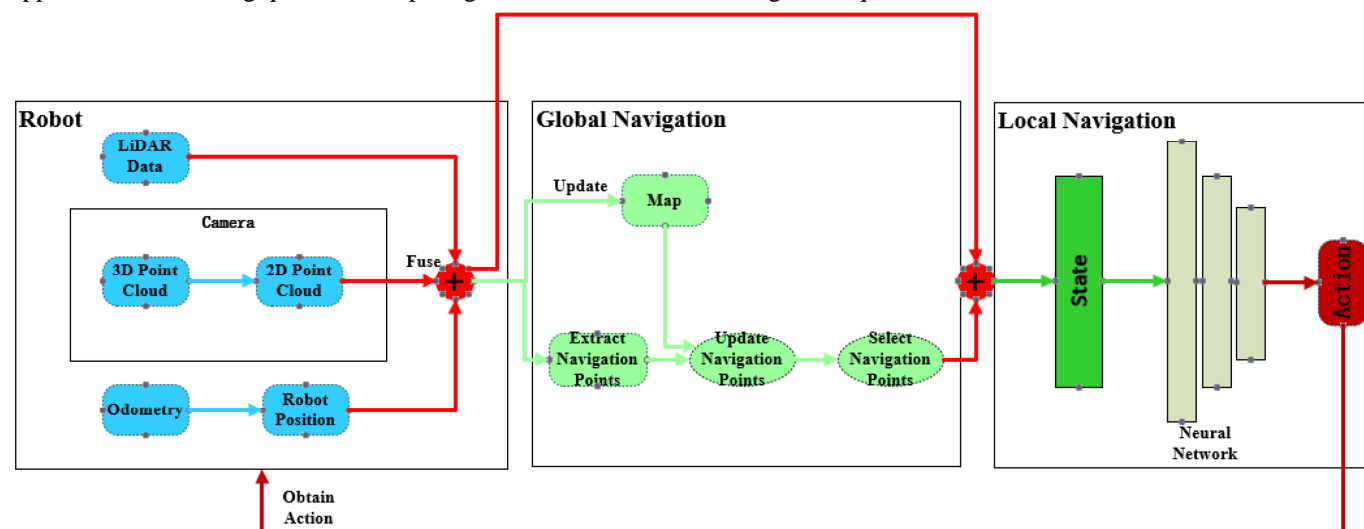 Robot
LiDAR
Data
Camera
3D Point
Cloud
2D Point
Cloud
Fuse
+
Odometry
Robot
Position
Obtain
Action
Global Navigation
Update
Map
Extract
Navigation
Points
Update
Navigation
Points
Select
Navigation
Points
+
Local Navigation
State
Neural
Network
Action